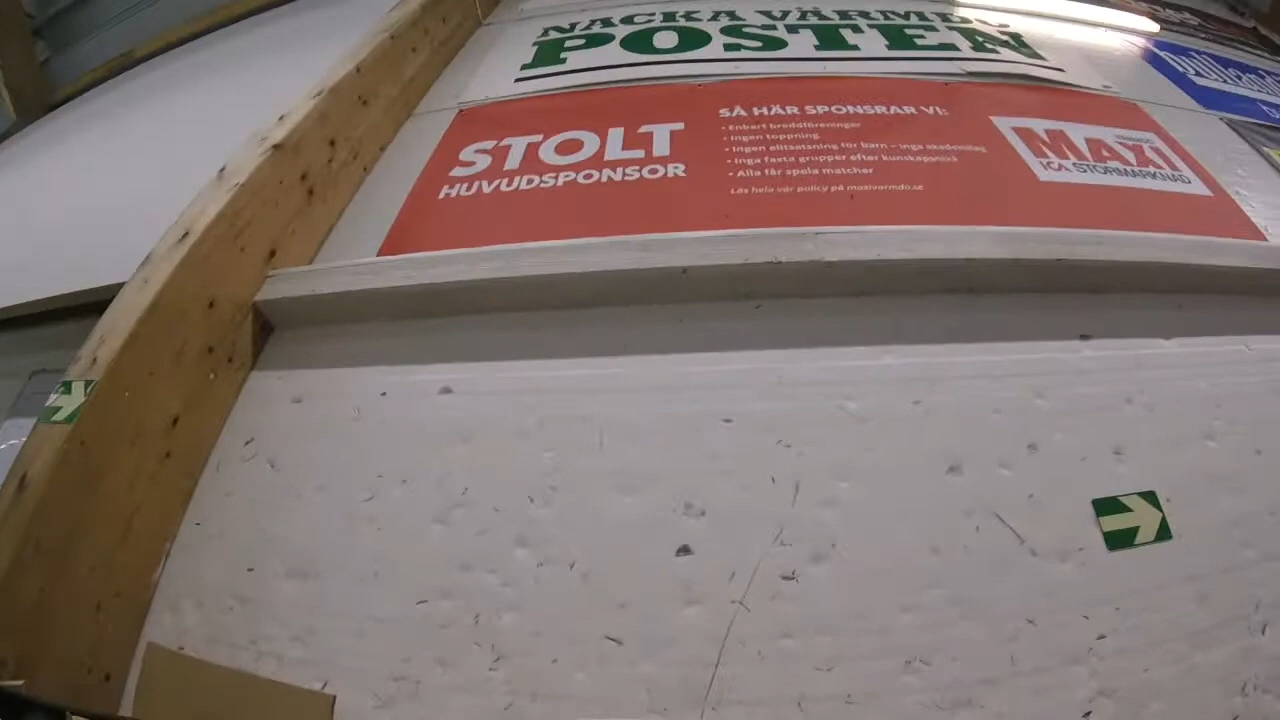 NACKA VÄRMDÖ
POSTEN
STOLT
HUVUDSPONSOR
SÅ HÄR SPONSRAR VI:
• Enbart breddföreningar
• Ingen toppning
• Ingen elitsatsning för barn – inga akademilag
• Inga fasta grupper efter kunskapsnivå
• Alla får spela matcher
Läs hela vår policy på maxivarmdo.se
MAXI
ICA STORMARKNAD